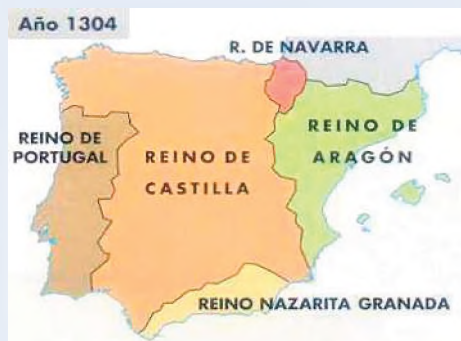 Año 1304
R. DE NAVARRA
REINO DE
PORTUGAL
REINO DE
CASTILLA
REINO DE
ARAGÓN
REINO NAZARITA GRANADA